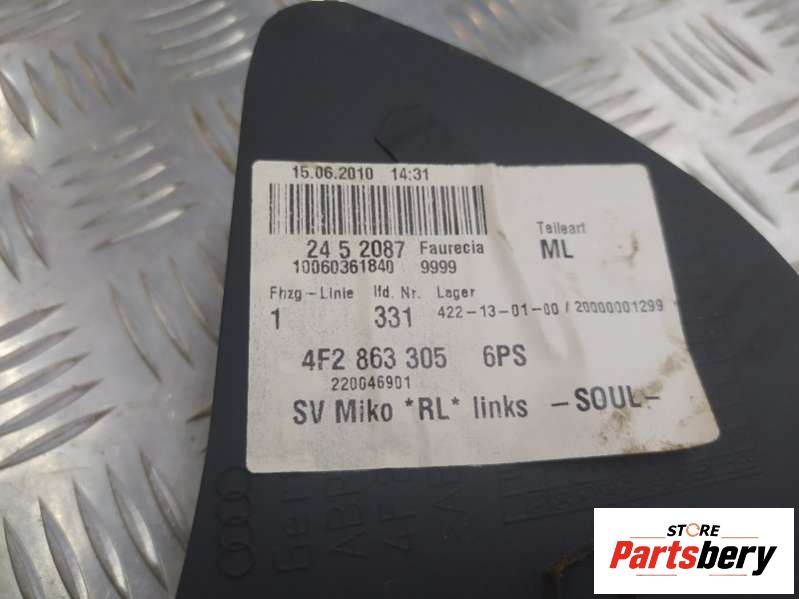 15.06.2010 14:31
24 5 2087 Faurecia
10060361840 9999
Teileart
ML
Fhzg-Linie lfd. Nr. Lager
1 331 422-13-01-00 / 20000001299
4F2 863 305 6PS
220046901
SV Miko *RL* links -SOUL-
STORE
Partsbery